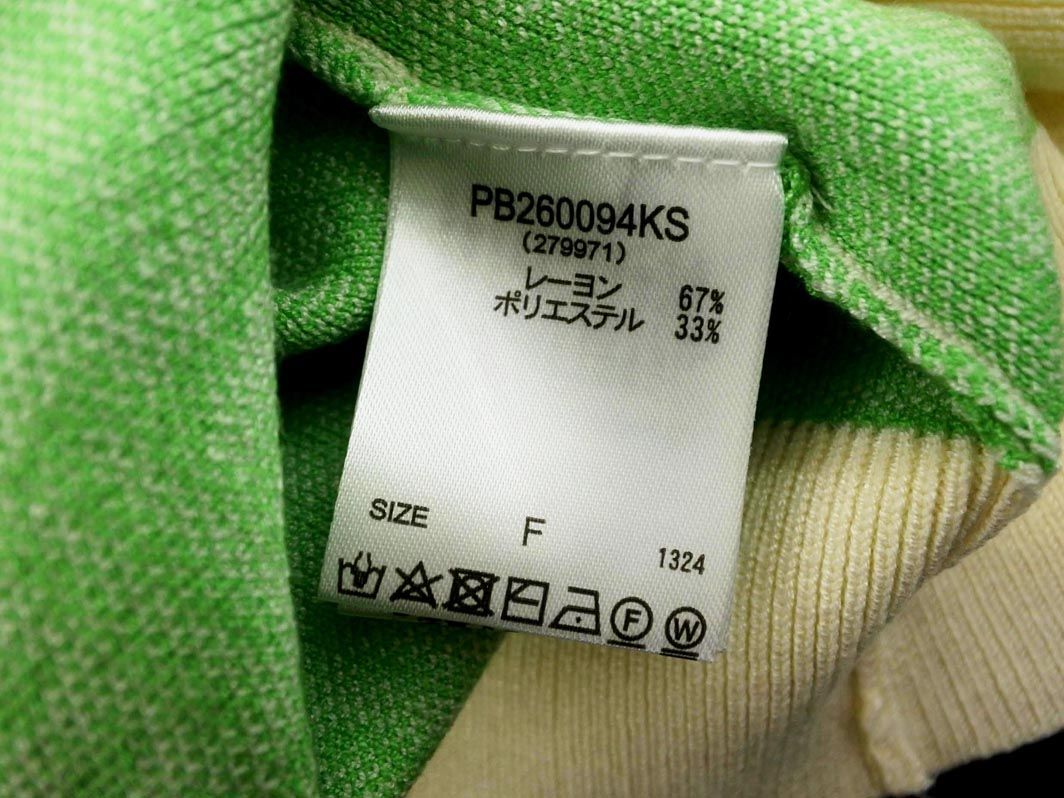 PB260094KS
(279971)
レーヨン 67%
ポリエステル 33%
SIZE F
1324
F W